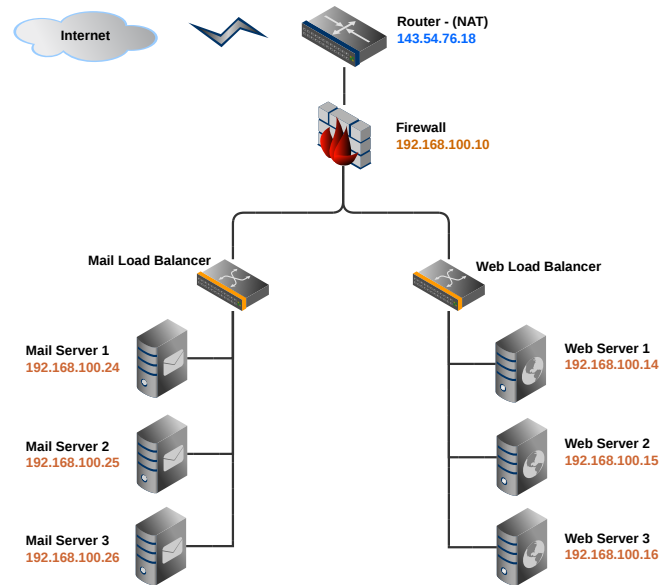 Internet
Router - (NAT)
143.54.76.18
Firewall
192.168.100.10
Mail Load Balancer
Web Load Balancer
Mail Server 1
192.168.100.24
Web Server 1
192.168.100.14
Mail Server 2
192.168.100.25
Web Server 2
192.168.100.15
Mail Server 3
192.168.100.26
Web Server 3
192.168.100.16